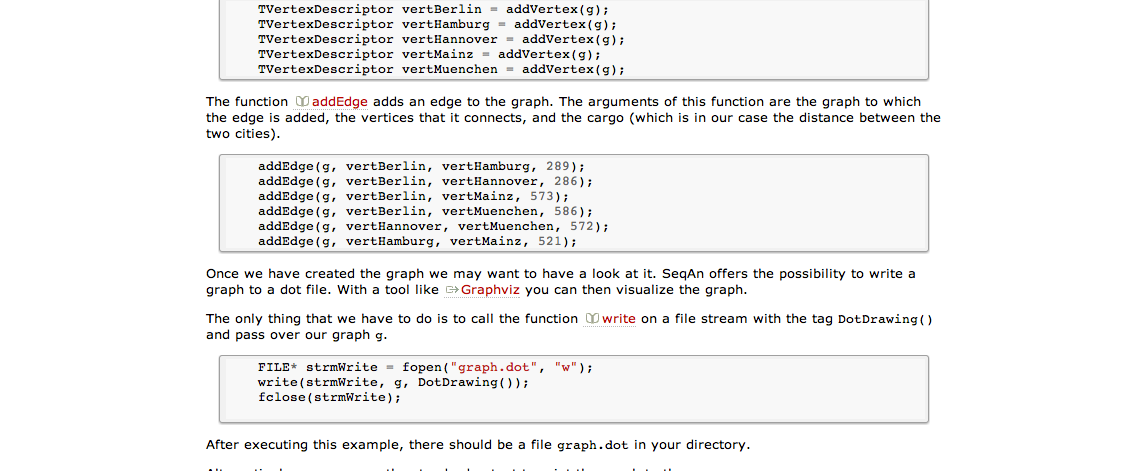 TVertexDescriptor vertBerlin = addVertex(g);
TVertexDescriptor vertHamburg = addVertex(g);
TVertexDescriptor vertHannover = addVertex(g);
TVertexDescriptor vertMainz = addVertex(g);
TVertexDescriptor vertMuenchen = addVertex(g);
The function addEdge adds an edge to the graph. The arguments of this function are the graph to which
the edge is added, the vertices that it connects, and the cargo (which is in our case the distance between the
two cities).
addEdge(g, vertBerlin, vertHamburg, 289);
addEdge(g, vertBerlin, vertHannover, 286);
addEdge(g, vertBerlin, vertMainz, 573);
addEdge(g, vertBerlin, vertMuenchen, 586);
addEdge(g, vertHannover, vertMuenchen, 572);
addEdge(g, vertHamburg, vertMainz, 521);
Once we have created the graph we may want to have a look at it. SeqAn offers the possibility to write a
graph to a dot file. With a tool like Graphviz you can then visualize the graph.
The only thing that we have to do is to call the function write on a file stream with the tag DotDrawing()
and pass over our graph g.
FILE* strmWrite = fopen("graph.dot", "w");
write(strmWrite, g, DotDrawing());
fclose(strmWrite);
After executing this example, there should be a file graph.dot in your directory.